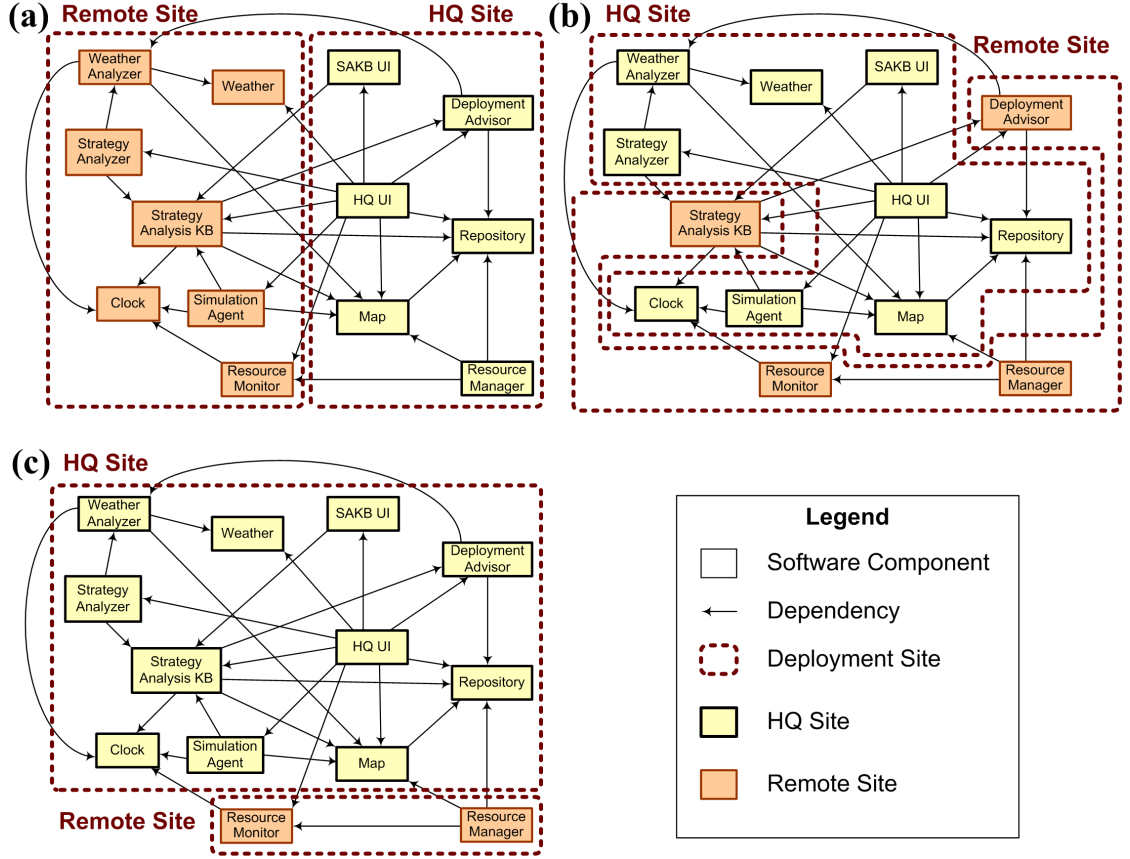 (a)
Remote Site
HQ Site
Weather
Analyzer
Weather
SAKB UI
Deployment
Advisor
Strategy
Analyzer
HQ UI
Strategy
Analysis KB
Repository
Clock
Simulation
Agent
Map
Resource
Monitor
Resource
Manager
(b)
HQ Site
Remote Site
Weather
Analyzer
Weather
SAKB UI
Deployment
Advisor
Strategy
Analyzer
HQ UI
Strategy
Analysis KB
Repository
Clock
Simulation
Agent
Map
Resource
Monitor
Resource
Manager
(c)
HQ Site
Weather
Analyzer
Weather
SAKB UI
Deployment
Advisor
Strategy
Analyzer
HQ UI
Strategy
Analysis KB
Repository
Clock
Simulation
Agent
Map
Remote Site
Resource
Monitor
Resource
Manager
Legend
Software Component
Dependency
Deployment Site
HQ Site
Remote Site